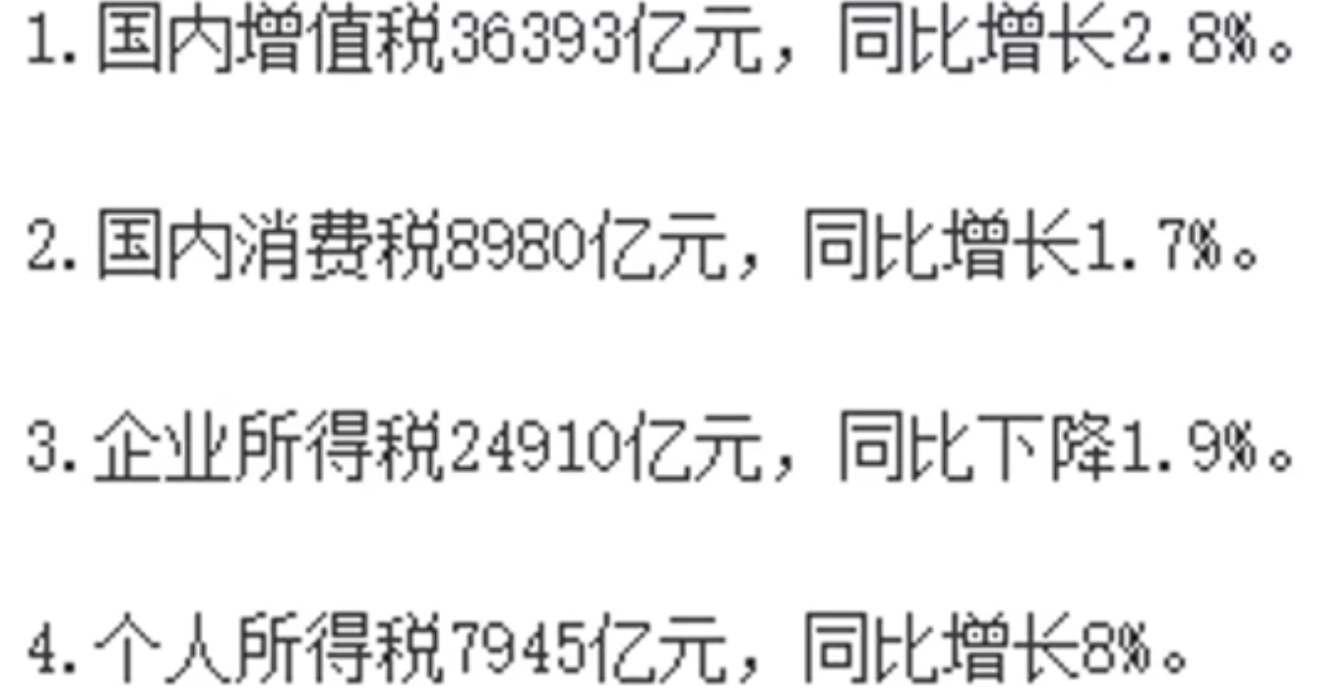 1.国内增值税36393亿元，同比增长2.8%。
2.国内消费税8980亿元，同比增长1.7%。
3.企业所得税24910亿元，同比下降1.9%。
4.个人所得税7945亿元，同比增长8%。